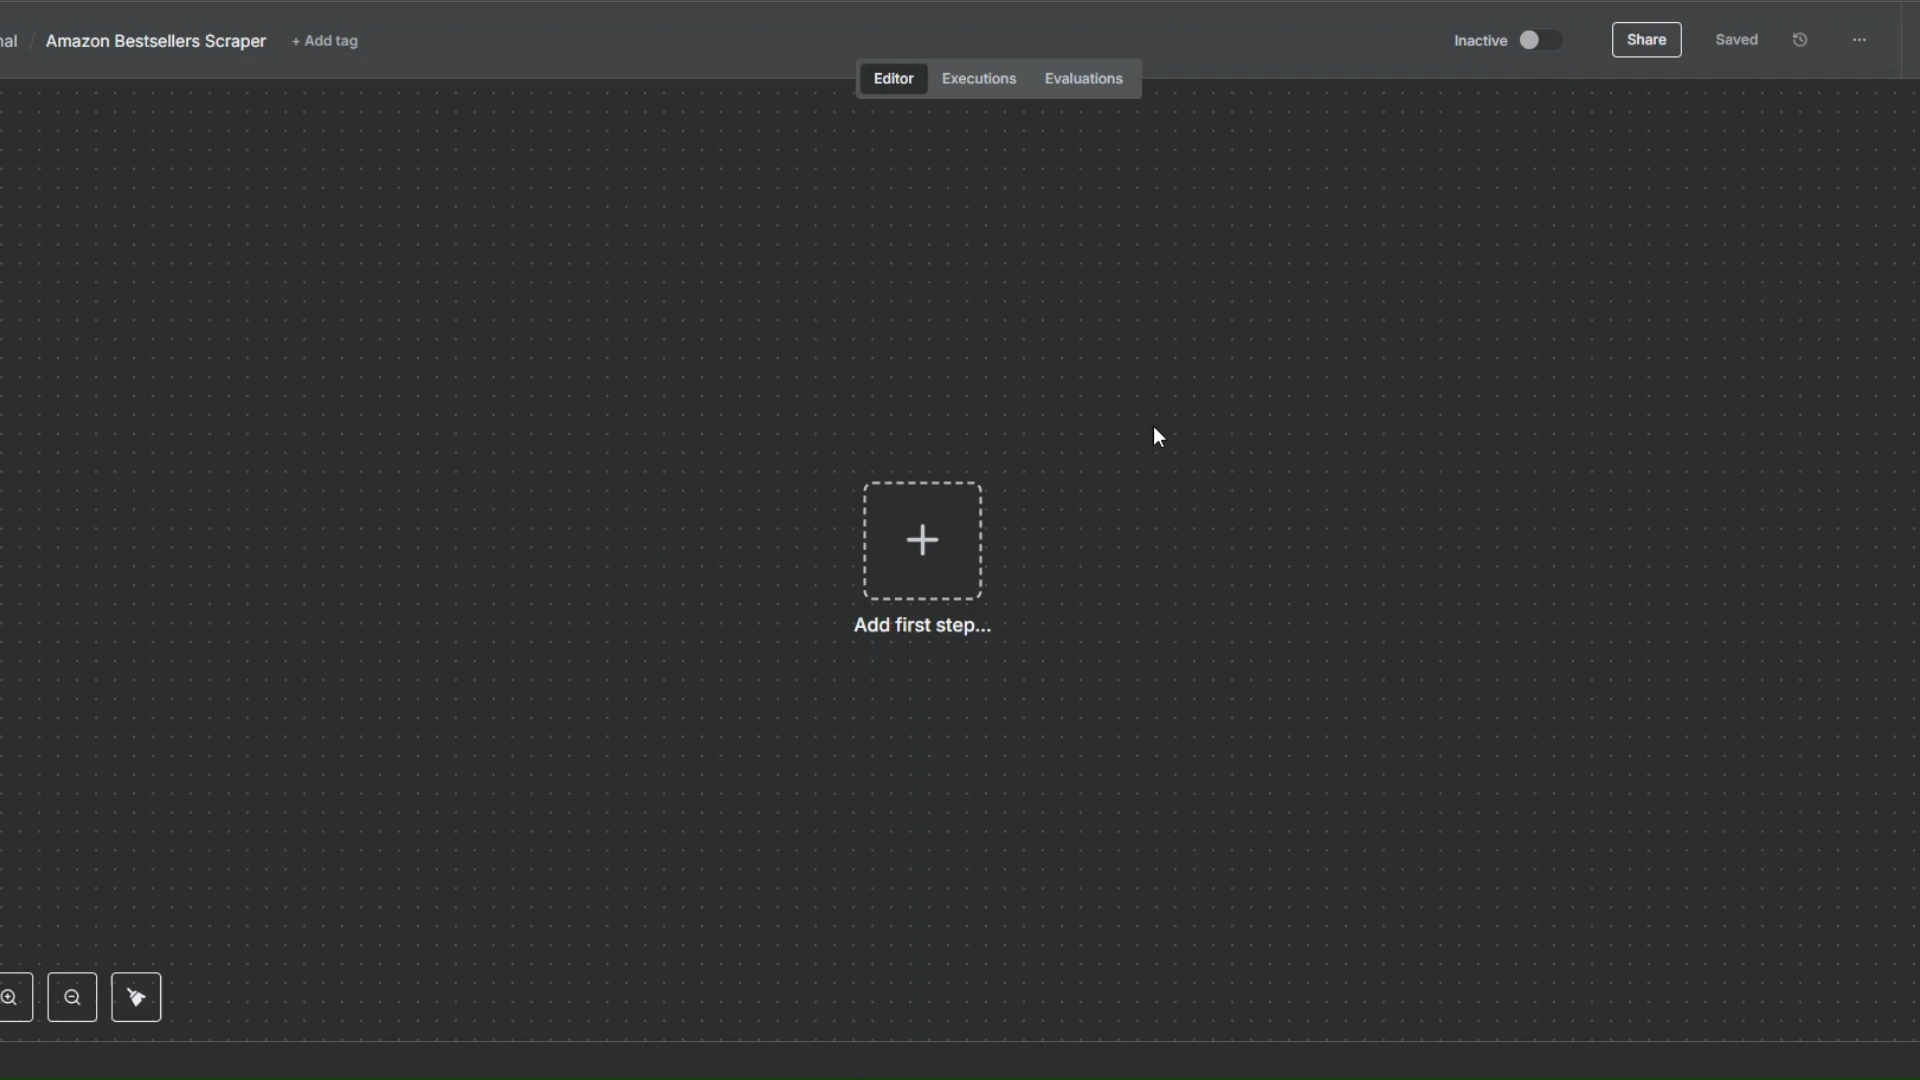 nal / Amazon Bestsellers Scraper + Add tag
Inactive Share Saved
Editor Executions Evaluations
Add first step...